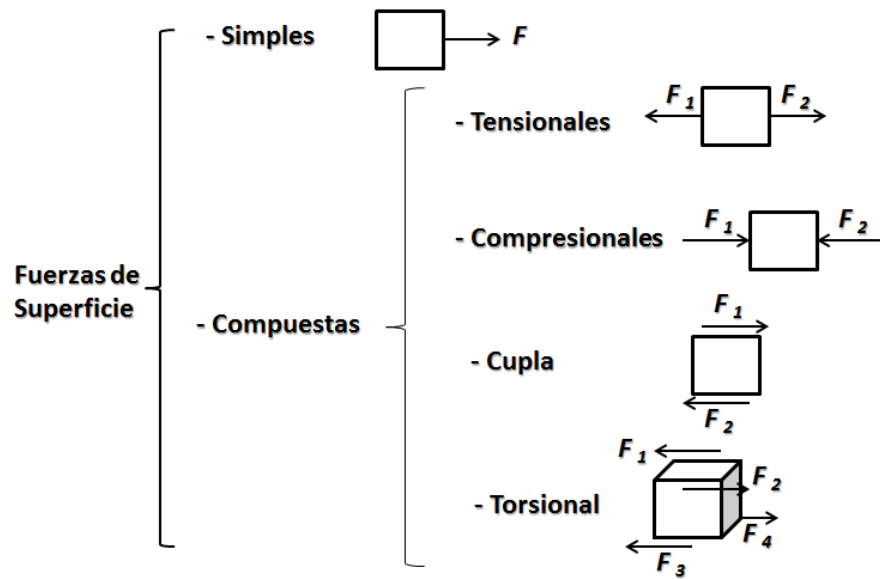 - Simples
F
F 1
F 2
- Tensionales
F 1
F 2
- Compresionales
Fuerzas de
Superficie
- Compuestas
F 1
- Cupla
F 2
F 1
F 2
- Torsional
F 4
F 3